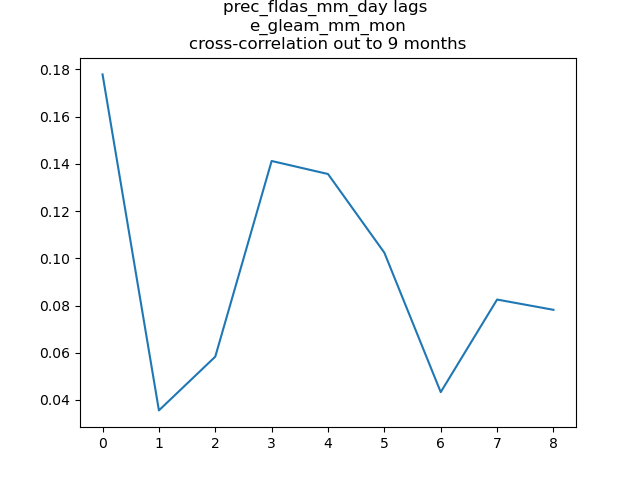 prec_fldas_mm_day lags
e_gleam_mm_mon
cross-correlation out to 9 months
0.18
0.16
0.14
0.12
0.10
0.08
0.06
0.04
0 1 2 3 4 5 6 7 8